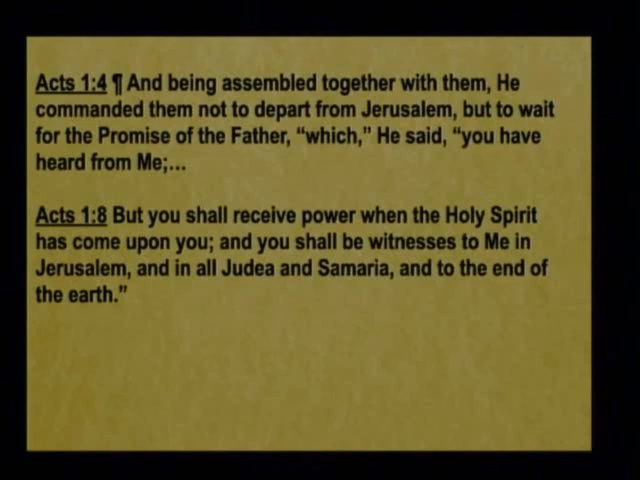 Acts 1:4 ¶ And being assembled together with them, He
commanded them not to depart from Jerusalem, but to wait
for the Promise of the Father, “which,” He said, “you have
heard from Me;...
Acts 1:8 But you shall receive power when the Holy Spirit
has come upon you; and you shall be witnesses to Me in
Jerusalem, and in all Judea and Samaria, and to the end of
the earth.”